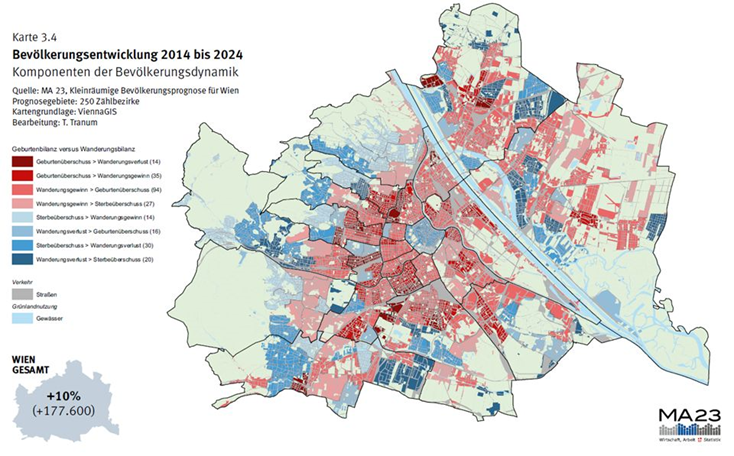 Karte 3.4
Bevölkerungsentwicklung 2014 bis 2024
Komponenten der Bevölkerungsdynamik
Quelle: MA 23, Kleinräumige Bevölkerungsprognose für Wien
Prognosegebiete: 250 Zählbezirke
Kartengrundlage: ViennaGIS
Bearbeitung: T. Tranum
Geburtenbilanz versus Wanderungsbilanz
Geburtenüberschuss > Wanderungsverlust (14)
Geburtenüberschuss > Wanderungsgewinn (35)
Wanderungsgewinn > Geburtenüberschuss (94)
Wanderungsgewinn > Sterbeüberschuss (27)
Sterbeüberschuss > Wanderungsgewinn (14)
Wanderungsverlust > Geburtenüberschuss (16)
Sterbeüberschuss > Wanderungsverlust (30)
Wanderungsverlust > Sterbeüberschuss (20)
Verkehr
Straßen
Grünlandnutzung
Gewässer
WIEN
GESAMT
+10%
(+177.600)
MA23
Wirtschaft, Arbeit & Statistik